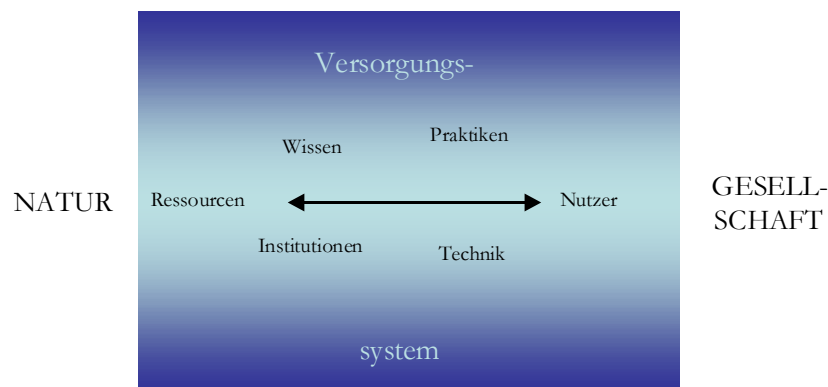 Versorgungs-
Praktiken
Wissen
NATUR
Ressourcen
Nutzer
GESELL-
SCHAFT
Institutionen
Technik
system